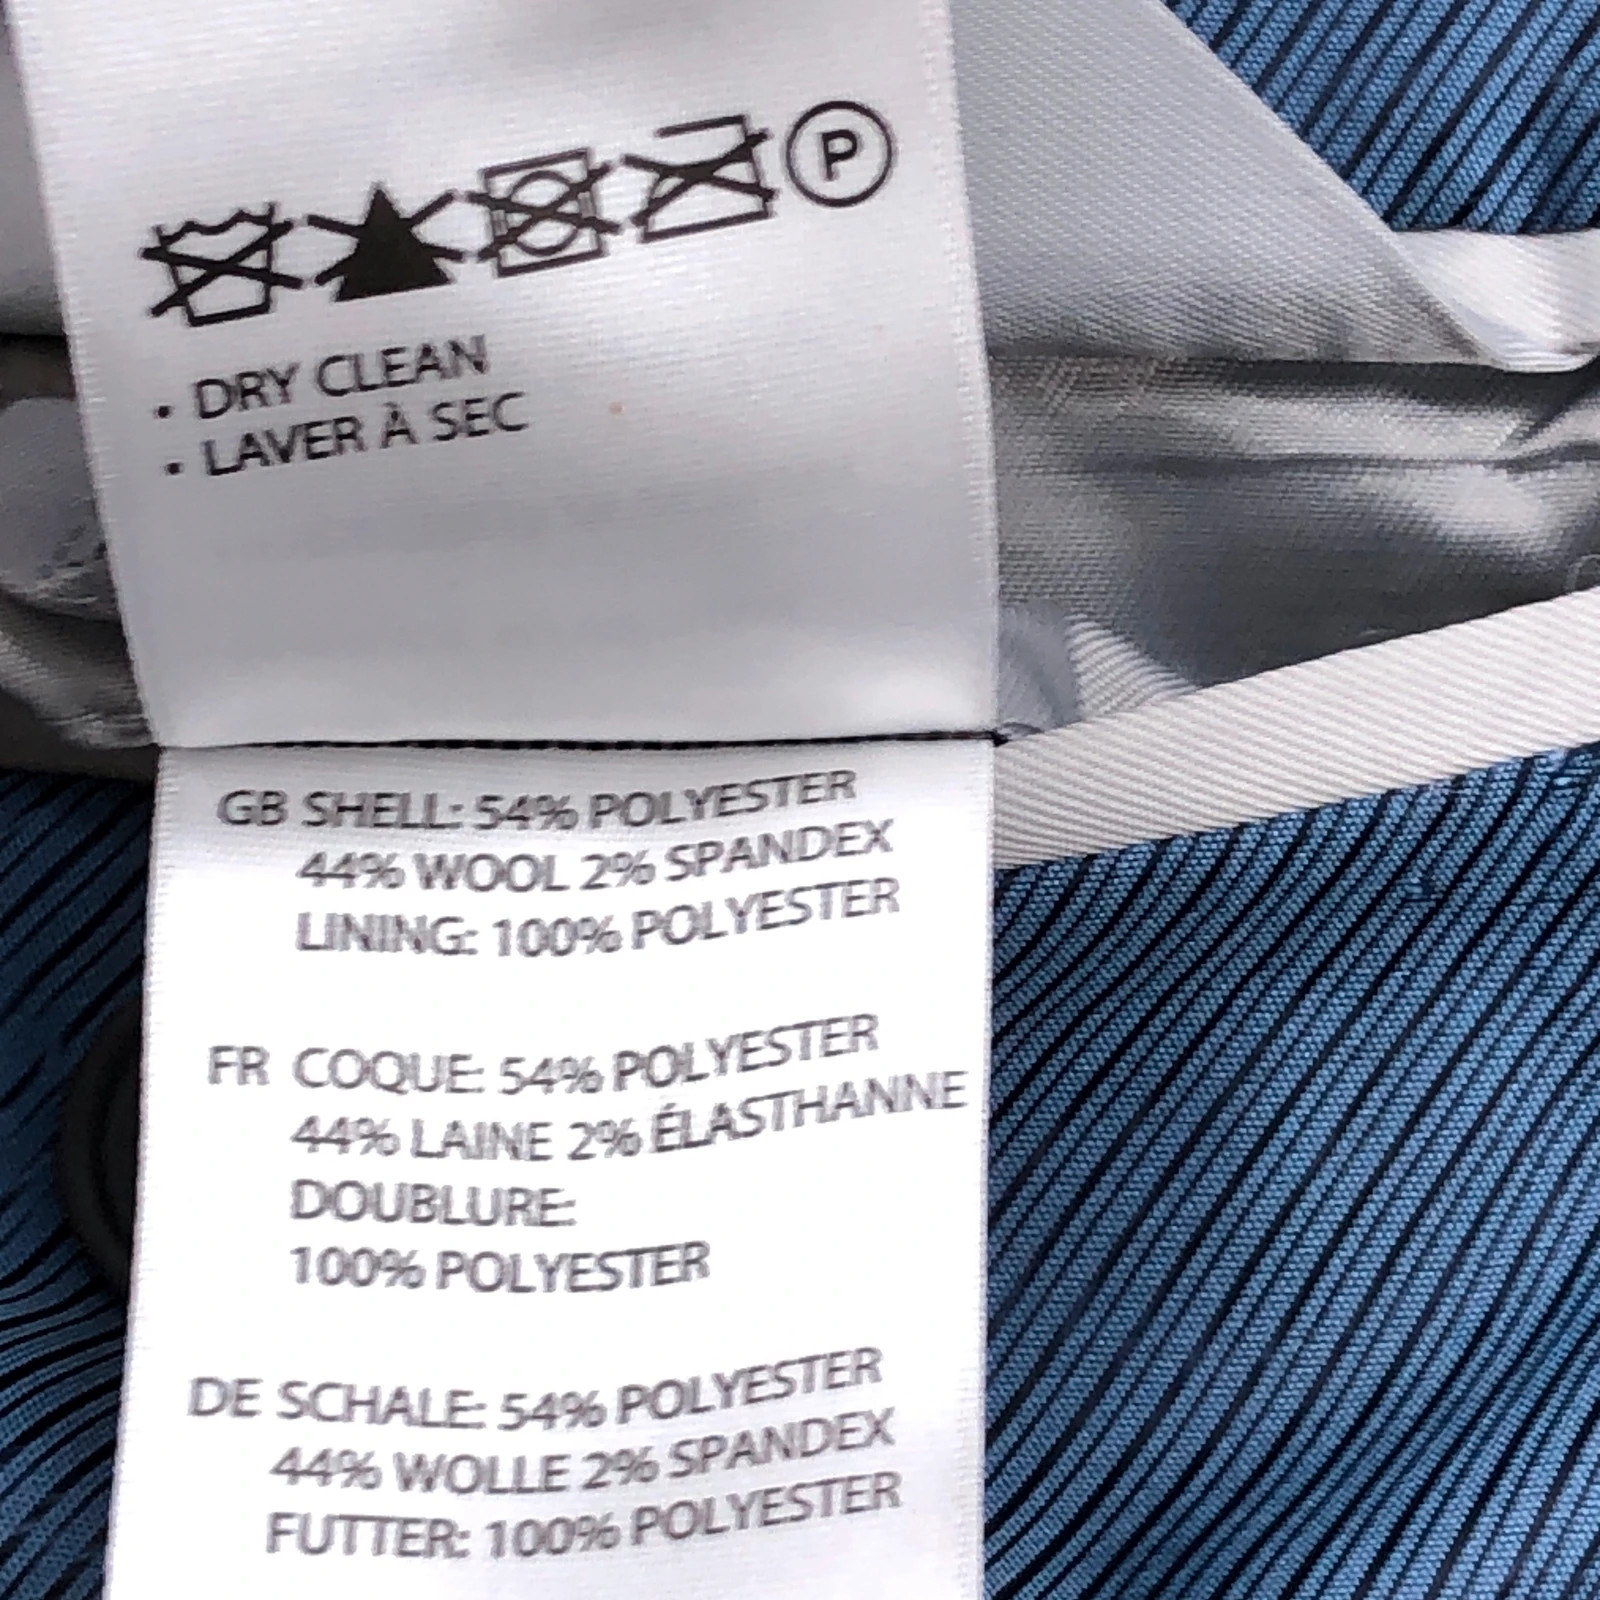 P
• DRY CLEAN
• LAVER À SEC
GB SHELL: 54% POLYESTER
44% WOOL 2% SPANDEX
LINING: 100% POLYESTER
FR COQUE: 54% POLYESTER
44% LAINE 2% ÉLASTHANNE
DOUBLURE:
100% POLYESTER
DE SCHALE: 54% POLYESTER
44% WOLLE 2% SPANDEX
FUTTER: 100% POLYESTER